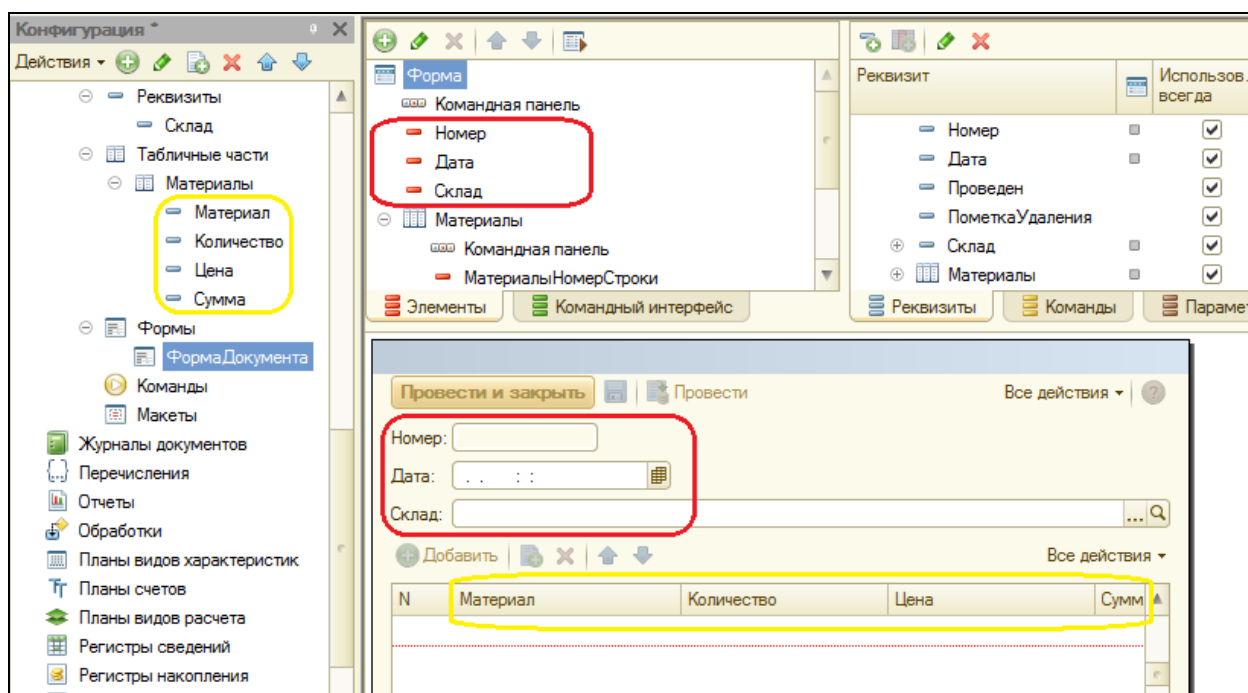 Конфигурация *
Действия
Реквизиты
Склад
Табличные части
Материалы
Материал
Количество
Цена
Сумма
Формы
ФормаДокумента
Команды
Макеты
Журналы документов
Перечисления
Отчеты
Обработки
Планы видов характеристик
Планы счетов
Планы видов расчета
Регистры сведений
Регистры накопления
Форма
Командная панель
Номер
Дата
Склад
Материалы
Командная панель
МатериалыНомерСтроки
Элементы
Командный интерфейс
Реквизит
Использов.
всегда
Номер
Дата
Проведен
ПометкаУдаления
Склад
Материалы
Реквизиты
Команды
Парамет
Провести и закрыть
Провести
Все действия
?
Номер:
Дата: . . : :
Склад:
...
Добавить
Все действия
N Материал Количество Цена Сумм